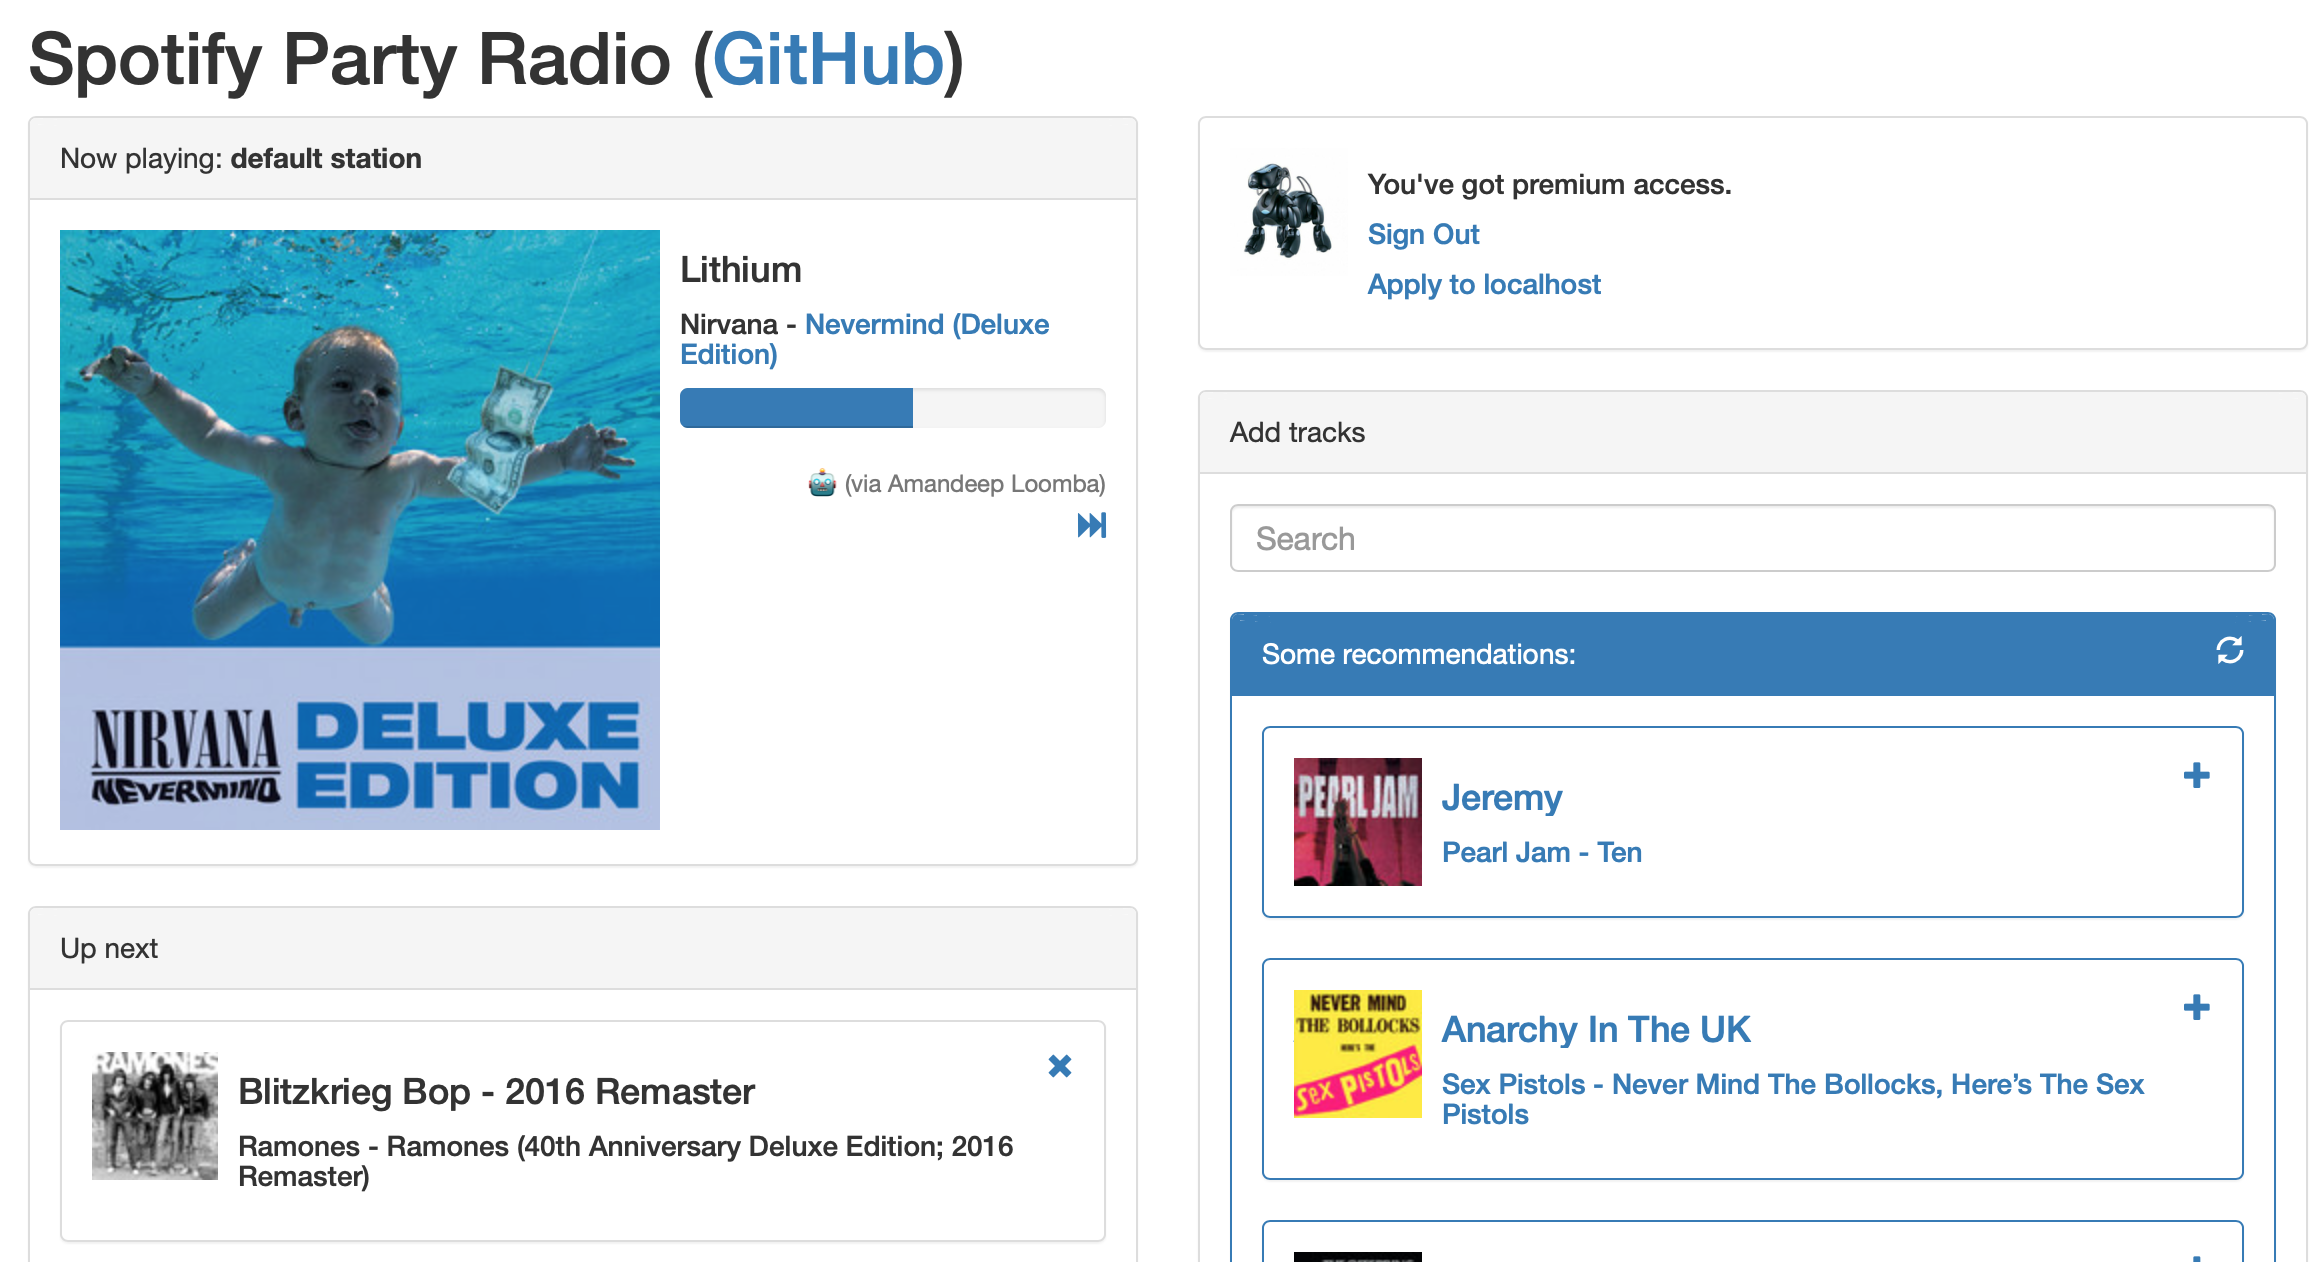 Spotify Party Radio (GitHub)
Now playing: default station
NIRVANA
NEVERMIND
DELUXE
EDITION
Lithium
Nirvana - Nevermind (Deluxe
Edition)
(via Amandeep Loomba)
Up next
RAMONES
Blitzkrieg Bop - 2016 Remaster
Ramones - Ramones (40th Anniversary Deluxe Edition; 2016
Remaster)
You've got premium access.
Sign Out
Apply to localhost
Add tracks
Search
Some recommendations:
PEARL JAM
Jeremy
Pearl Jam - Ten
NEVER MIND
THE BOLLOCKS
HERE'S THE
SEX PISTOLS
Anarchy In The UK
Sex Pistols - Never Mind The Bollocks, Here’s The Sex
Pistols